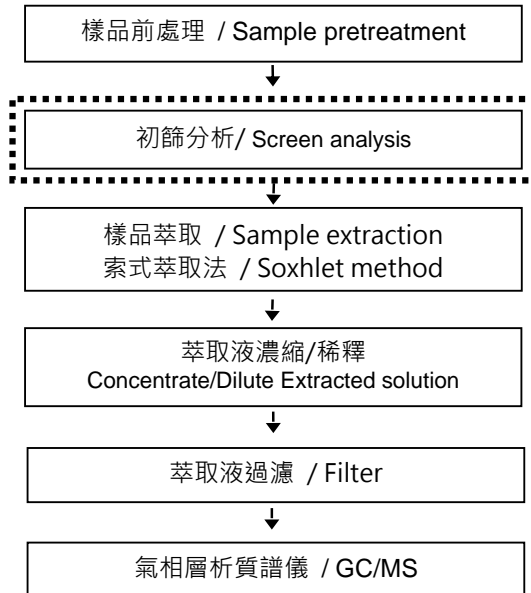 樣品前處理 / Sample pretreatment
初篩分析/ Screen analysis
樣品萃取 / Sample extraction
索式萃取法 / Soxhlet method
萃取液濃縮/稀釋
Concentrate/Dilute Extracted solution
萃取液過濾 / Filter
氣相層析質譜儀 / GC/MS